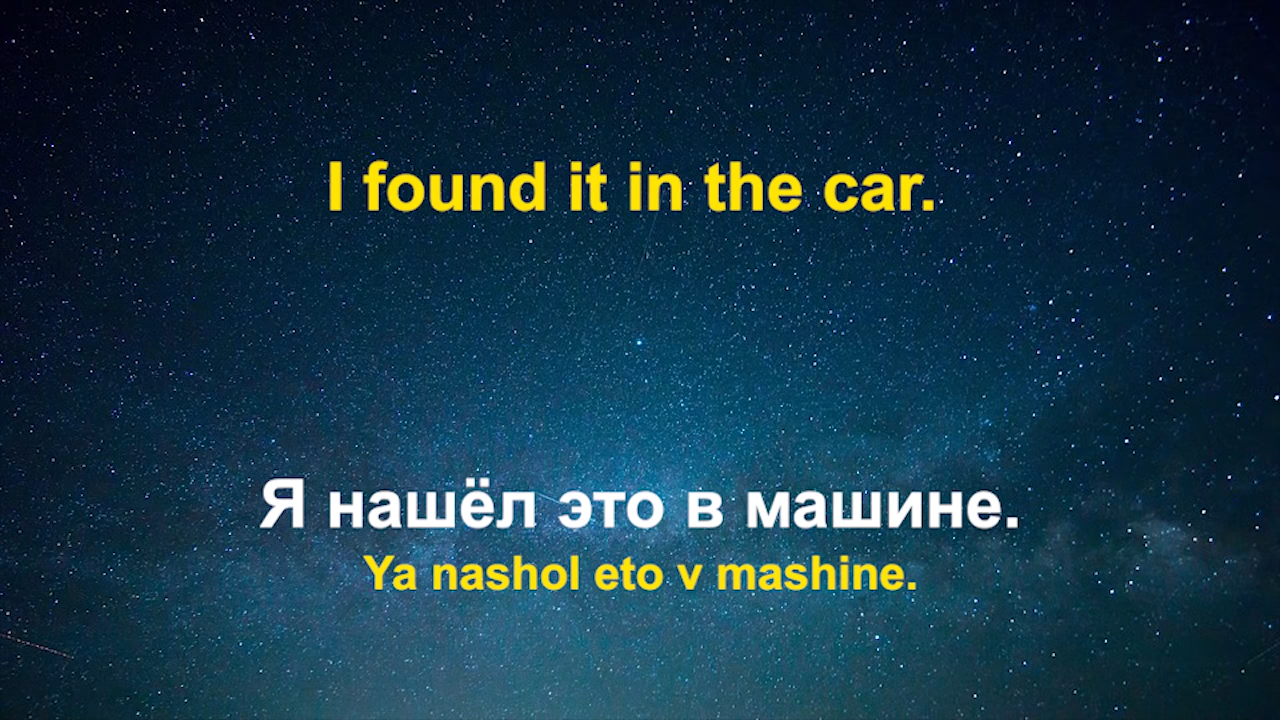 I found it in the car.
Я нашёл это в машине.
Ya nashol eto v mashine.